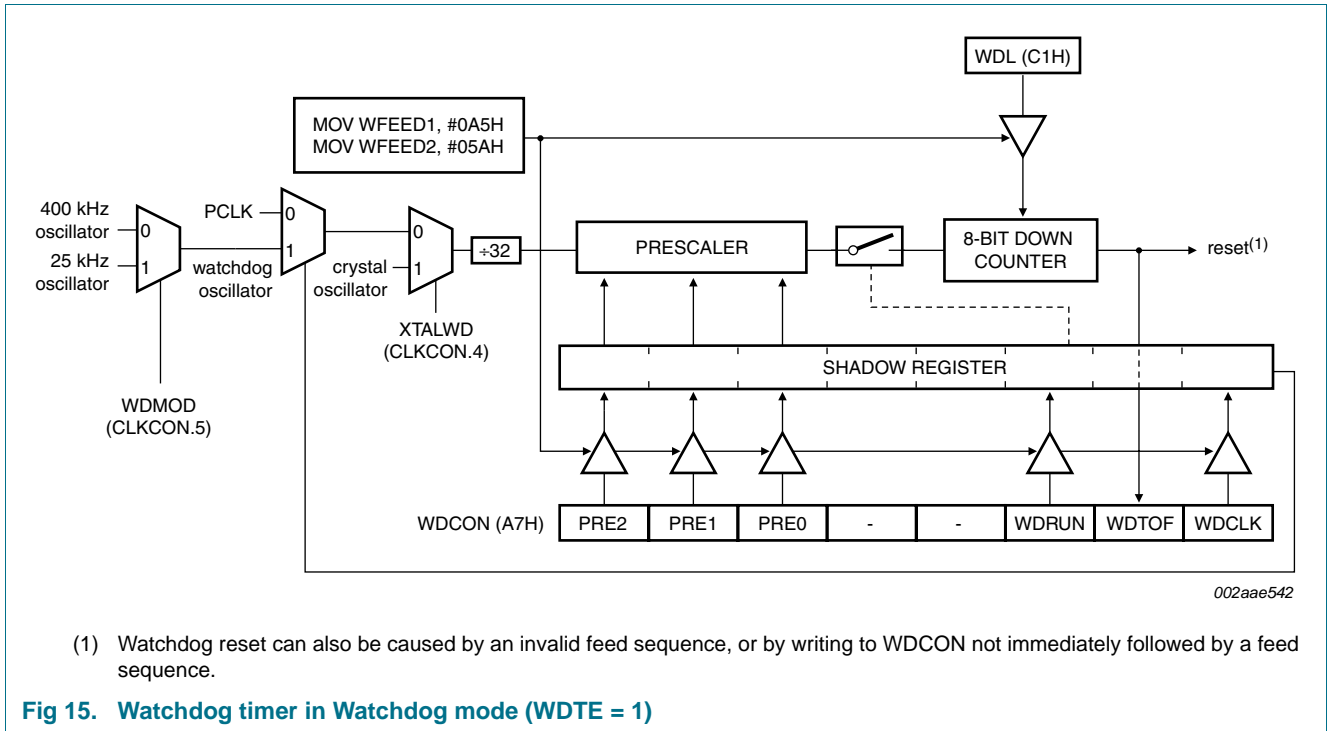 WDL (C1H)
MOV WFEED1, #0A5H
MOV WFEED2, #05AH
400 kHz
oscillator
25 kHz
oscillator
0
1
PCLK
0
1
watchdog
oscillator
0
1
crystal
oscillator
÷32
PRESCALER
8-BIT DOWN
COUNTER
reset(1)
XTALWD
(CLKCON.4)
WDMOD
(CLKCON.5)
SHADOW REGISTER
WDCON (A7H) PRE2 PRE1 PRE0 - - WDRUN WDTOF WDCLK
002aae542
(1) Watchdog reset can also be caused by an invalid feed sequence, or by writing to WDCON not immediately followed by a feed
sequence.
Fig 15. Watchdog timer in Watchdog mode (WDTE = 1)